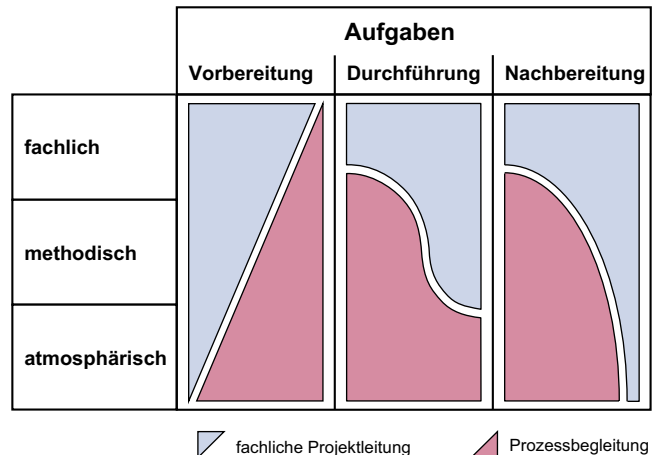 Aufgaben
Vorbereitung Durchführung Nachbereitung
fachlich
methodisch
atmosphärisch
fachliche Projektleitung Prozessbegleitung